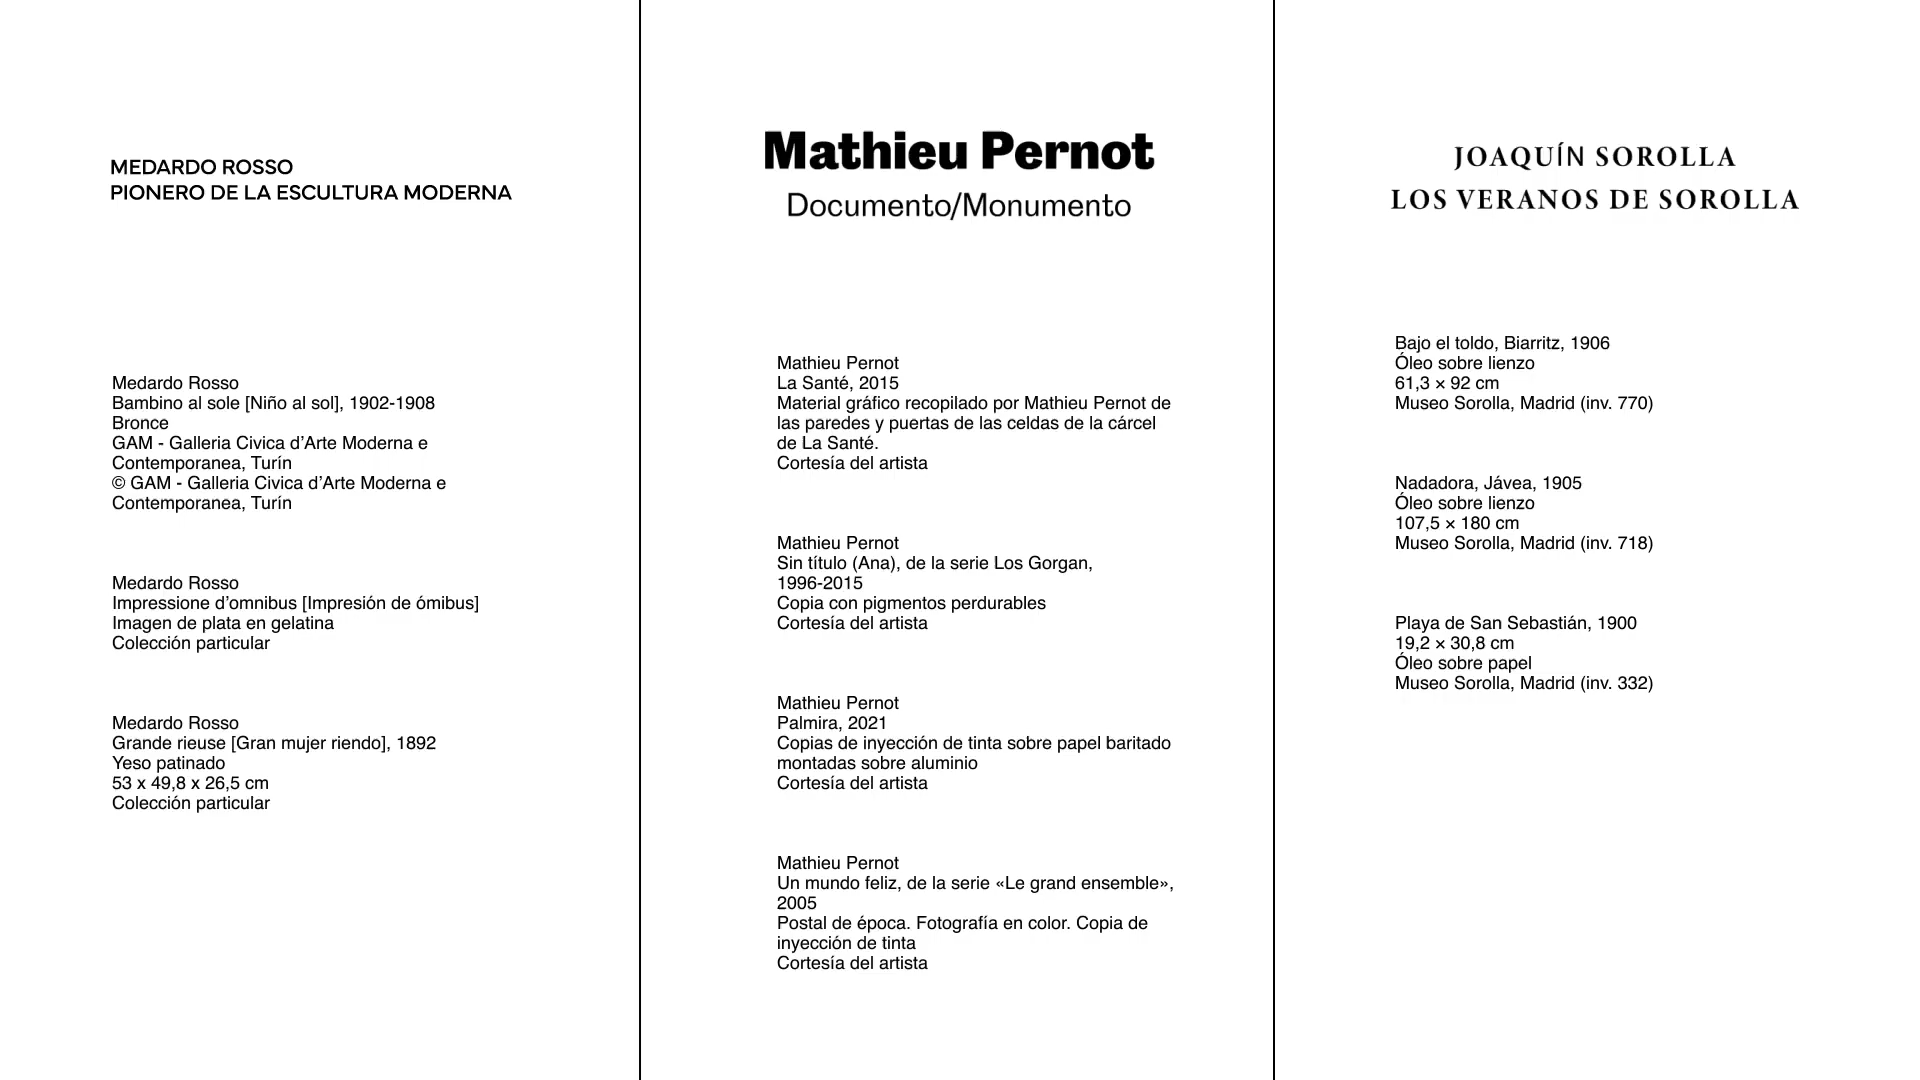 MEDARDO ROSSO
PIONERO DE LA ESCULTURA MODERNA
Medardo Rosso
Bambino al sole [Niño al sol], 1902-1908
Bronce
GAM - Galleria Civica d’Arte Moderna e
Contemporanea, Turín
© GAM - Galleria Civica d’Arte Moderna e
Contemporanea, Turín
Medardo Rosso
Impressione d’omnibus [Impresión de ómibus]
Imagen de plata en gelatina
Colección particular
Medardo Rosso
Grande rieuse [Gran mujer riendo], 1892
Yeso patinado
53 x 49,8 x 26,5 cm
Colección particular
Mathieu Pernot
Documento/Monumento
Mathieu Pernot
La Santé, 2015
Material gráfico recopilado por Mathieu Pernot de
las paredes y puertas de las celdas de la cárcel
de La Santé.
Cortesía del artista
Mathieu Pernot
Sin título (Ana), de la serie Los Gorgan,
1996-2015
Copia con pigmentos perdurables
Cortesía del artista
Mathieu Pernot
Palmira, 2021
Copias de inyección de tinta sobre papel baritado
montadas sobre aluminio
Cortesía del artista
Mathieu Pernot
Un mundo feliz, de la serie «Le grand ensemble»,
2005
Postal de época. Fotografía en color. Copia de
inyección de tinta
Cortesía del artista
JOAQUÍN SOROLLA
LOS VERANOS DE SOROLLA
Bajo el toldo, Biarritz, 1906
Óleo sobre lienzo
61,3 × 92 cm
Museo Sorolla, Madrid (inv. 770)
Nadadora, Jávea, 1905
Óleo sobre lienzo
107,5 × 180 cm
Museo Sorolla, Madrid (inv. 718)
Playa de San Sebastián, 1900
19,2 × 30,8 cm
Óleo sobre papel
Museo Sorolla, Madrid (inv. 332)